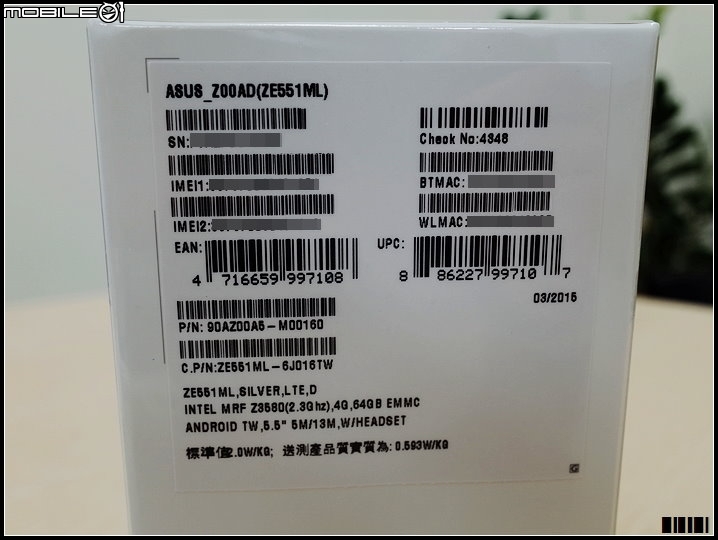 MOBILE01
ASUS_Z00AD(ZE551ML)
SN:
Check No:4348
IMEI1:
BTMAC:
IMEI2:
WLMAC:
EAN:
4 716659 997108
UPC:
8 86227 99710 7
03/2015
P/N: 90AZ00A5-M00160
C.P/N:ZE551ML-6J016TW
ZE551ML,SILVER,LTE,D
INTEL MRF Z3580(2.3Ghz),4G,64GB EMMC
ANDROID TW,5.5" 5M/13M,W/HEADSET
標準值2.0W/KG; 送測產品質實質為: 0.593W/KG
G